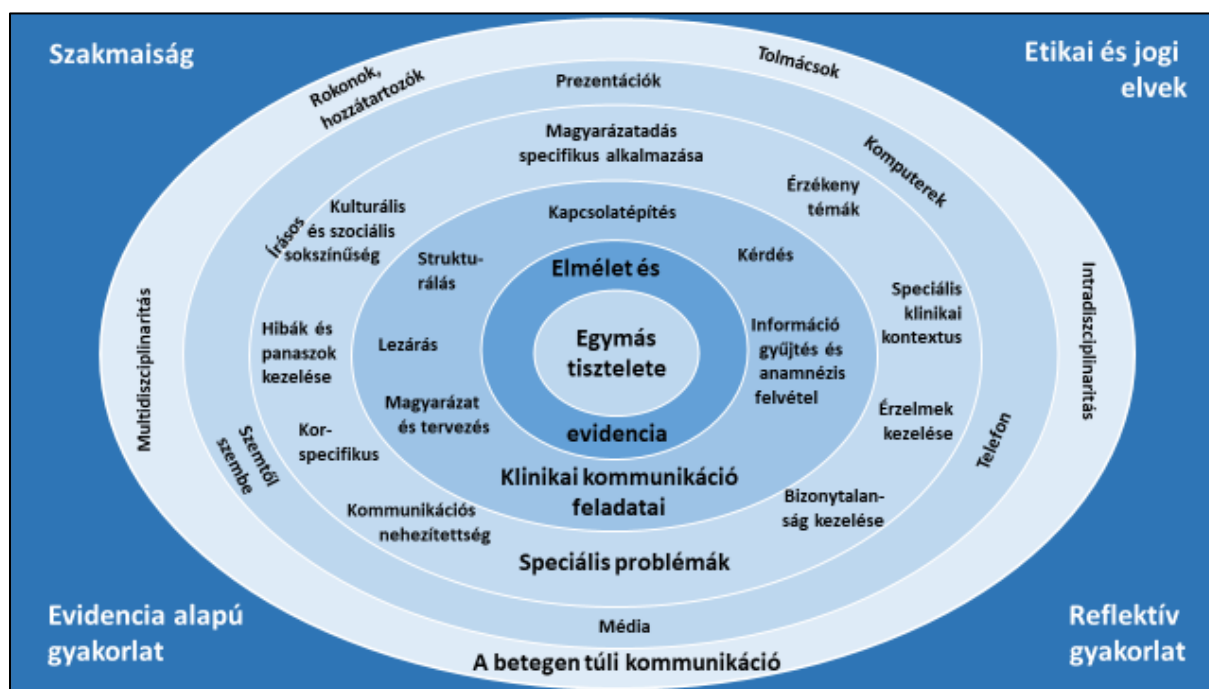 Szakmaiság
Etikai és jogi
elvek
Rokonok,
hozzátartozók
Tolmácsok
Prezentációk
Komputerek
Magyarázatadás
specifikus alkalmazása
Érzékeny
témák
Írásos
Kulturális
és szociális
sokszínűség
Kapcsolatépítés
Struktu-
rálás
Elmélet és
Kérdés
Multidiszciplinaritás
Intradiszciplinaritás
Speciális
klinikai
kontextus
Hibák és
panaszok
kezelése
Lezárás
Egymás
tisztelete
Információ
gyűjtés és
anamnézis
felvétel
Magyarázat
és tervezés
evidencia
Érzelmek
kezelése
Szemtől
szembe
Kor-
specifikus
Telefon
Klinikai kommunikáció
feladatai
Kommunikációs
nehezítettség
Bizonytalan-
ság kezelése
Speciális problémák
Evidencia alapú
gyakorlat
Média
Reflektív
gyakorlat
A betegen túli kommunikáció